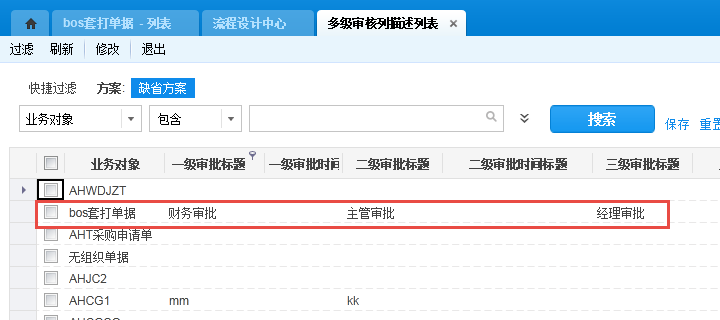 bos套打单据 - 列表 流程设计中心 多级审核列描述列表 ×
过滤 刷新 修改 退出
快捷过滤 方案: 缺省方案
业务对象 包含 搜索 保存 重置
业务对象 一级审批标题 一级审批时间 二级审批标题 二级审批时间标题 三级审批标题
AHWDJZT
bos套打单据 财务审批 主管审批 经理审批
AHT采购申请单
无组织单据
AHJC2
AHCG1 mm kk